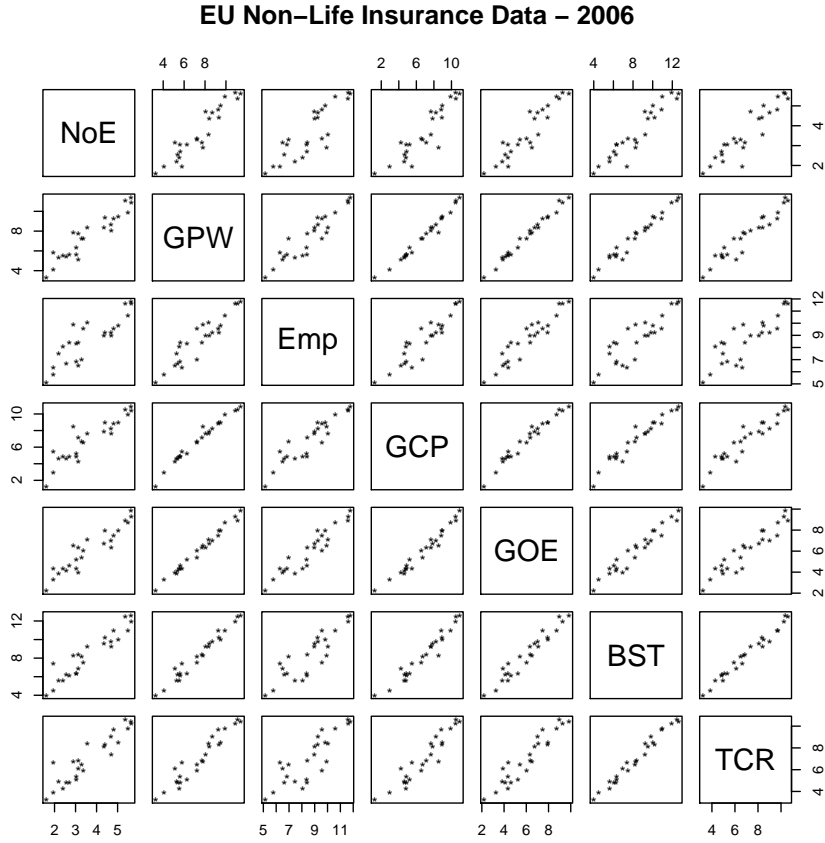 EU Non−Life Insurance Data − 2006
4 6 8
2 6 10
4 8 12
NoE
2 4
GPW
4 8
Emp
5 7 9 12
GCP
2 6 10
GOE
2 4 6 8
BST
4 8 12
TCR
4 6 8
2 3 4 5
5 7 9 11
2 4 6 8
4 6 8